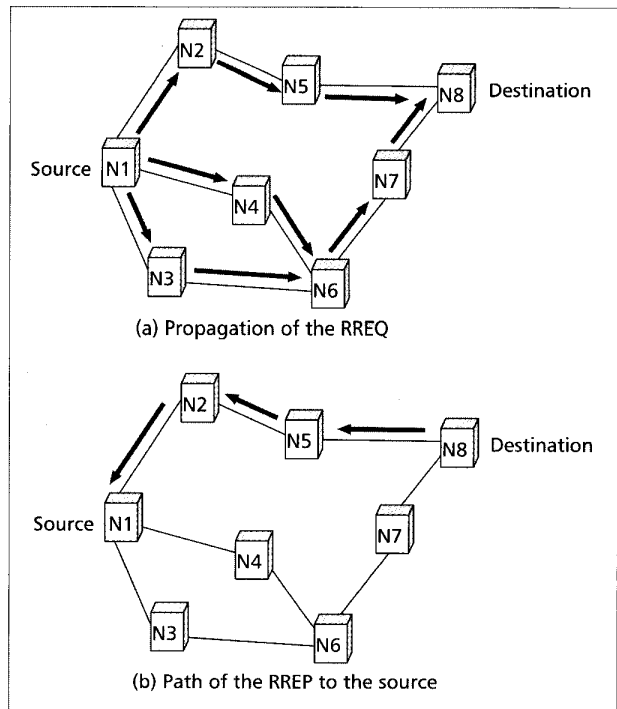 N2
N5
N8
Destination
Source
N1
N4
N7
N3
N6
(a) Propagation of the RREQ
N2
N5
N8
Destination
Source
N1
N4
N7
N3
N6
(b) Path of the RREP to the source